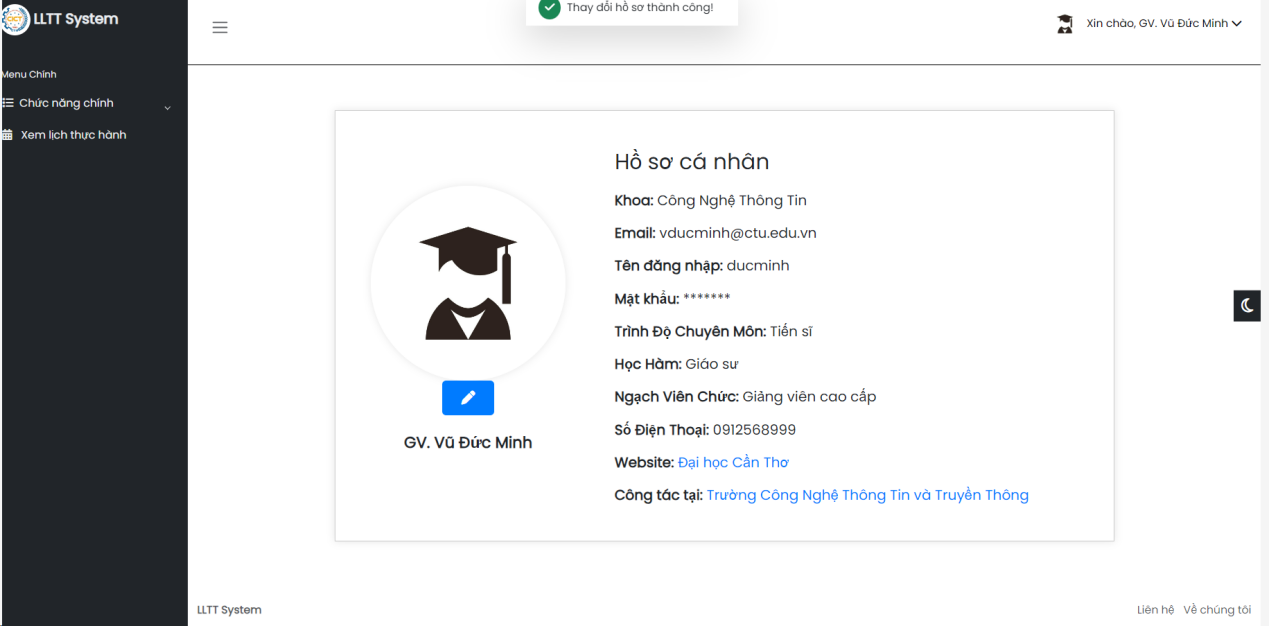 CICT LLTT System
Thay đổi hồ sơ thành công!
Xin chào, GV. Vũ Đức Minh
Menu Chính
Chức năng chính
Xem lịch thực hành
Hồ sơ cá nhân
Khoa: Công Nghệ Thông Tin
Email: vducminh@ctu.edu.vn
Tên đăng nhập: ducminh
Mật khẩu: *******
Trình Độ Chuyên Môn: Tiến sĩ
Học Hàm: Giáo sư
Ngạch Viên Chức: Giảng viên cao cấp
Số Điện Thoại: 0912568999
Website: Đại học Cần Thơ
Công tác tại: Trường Công Nghệ Thông Tin và Truyền Thông
GV. Vũ Đức Minh
LLTT System
Liên hệ Về chúng tôi